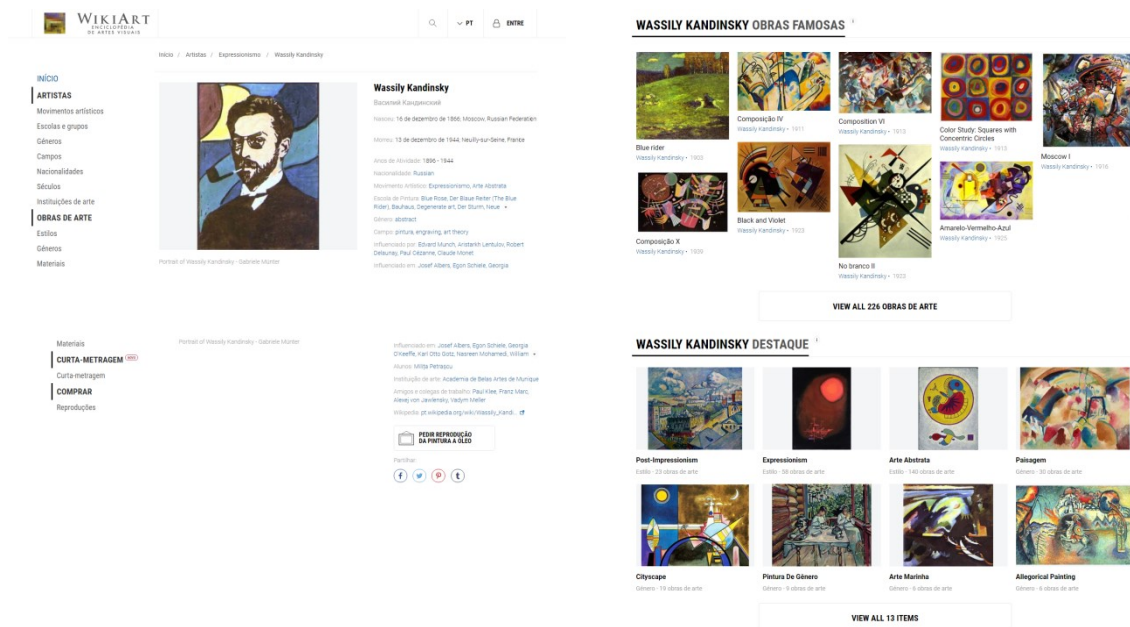 WIKIART
ENCICLOPÉDIA
DE ARTES VISUAIS
PT
ENTRE
Início / Artistas / Expressionismo / Wassily Kandinsky
INÍCIO
ARTISTAS
Movimentos artísticos
Escolas e grupos
Géneros
Campos
Nacionalidades
Séculos
Instituições de arte
OBRAS DE ARTE
Estilos
Géneros
Materiais
Portrait of Wassily Kandinsky - Gabriele Münter
Wassily Kandinsky
Василий Кандинский
Nasceu: 16 de dezembro de 1866, Moscow, Russian Federation
Morreu: 13 de dezembro de 1944, Neuilly-sur-Seine, France
Anos de Atividade: 1896 - 1944
Nacionalidade: Russian
Movimento Artístico: Expressionismo, Arte Abstrata
Escola de Pintura: Blue Rose, Der Blaue Reiter (The Blue
Rider), Bauhaus, Degenerate art, Der Sturm, Neue
Género: abstract
Campo: pintura, engraving, art theory
Influenciado por: Edvard Munch, Aristarkh Lentulov, Robert
Delaunay, Paul Cézanne, Claude Monet
Influenciado em: Josef Albers, Egon Schiele, Georgia
Materiais
CURTA-METRAGEM
Curta-metragem
COMPRAR
Reproduções
Portrait of Wassily Kandinsky - Gabriele Münter
Influenciado em: Josef Albers, Egon Schiele, Georgia
O'Keeffe, Karl Otto Götz, Nasreen Mohamedi, William
Alunos: Milița Petrașcu
Instituição de arte: Academia de Belas Artes de Munique
Amigos e colegas de trabalho: Paul Klee, Franz Marc,
Alexej von Jawlensky, Vadym Meller
Wikipedia: pt.wikipedia.org/wiki/Wassily_Kandi...
PEDIR REPRODUÇÃO
DA PINTURA A ÓLEO
Partilhar:
WASSILY KANDINSKY OBRAS FAMOSAS
Blue rider
Wassily Kandinsky • 1903
Composição IV
Wassily Kandinsky • 1911
Composition VI
Wassily Kandinsky • 1913
Color Study: Squares with
Concentric Circles
Wassily Kandinsky • 1913
Moscow I
Wassily Kandinsky • 1916
Composição X
Wassily Kandinsky • 1939
Black and Violet
Wassily Kandinsky • 1923
No branco II
Wassily Kandinsky • 1923
Amarelo-Vermelho-Azul
Wassily Kandinsky • 1925
VIEW ALL 226 OBRAS DE ARTE
WASSILY KANDINSKY DESTAQUE
Post-Impressionism
Estilo - 23 obras de arte
Expressionism
Estilo - 58 obras de arte
Arte Abstrata
Estilo - 140 obras de arte
Paisagem
Género - 30 obras de arte
Cityscape
Género - 19 obras de arte
Pintura De Gênero
Género - 9 obras de arte
Arte Marinha
Género - 6 obras de arte
Allegorical Painting
Género - 6 obras de arte
VIEW ALL 13 ITEMS